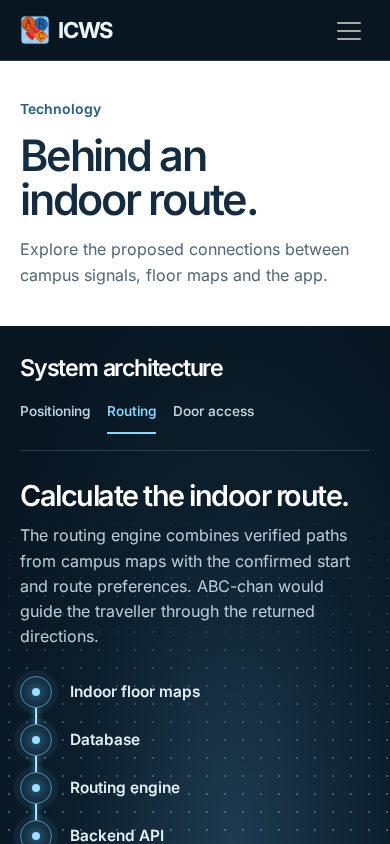 A B C ICWS
Technology
Behind an
indoor route.
Explore the proposed connections between
campus signals, floor maps and the app.
System architecture
Positioning Routing Door access
Calculate the indoor route.
The routing engine combines verified paths
from campus maps with the confirmed start
and route preferences. ABC-chan would
guide the traveller through the returned
directions.
Indoor floor maps
Database
Routing engine
Backend API